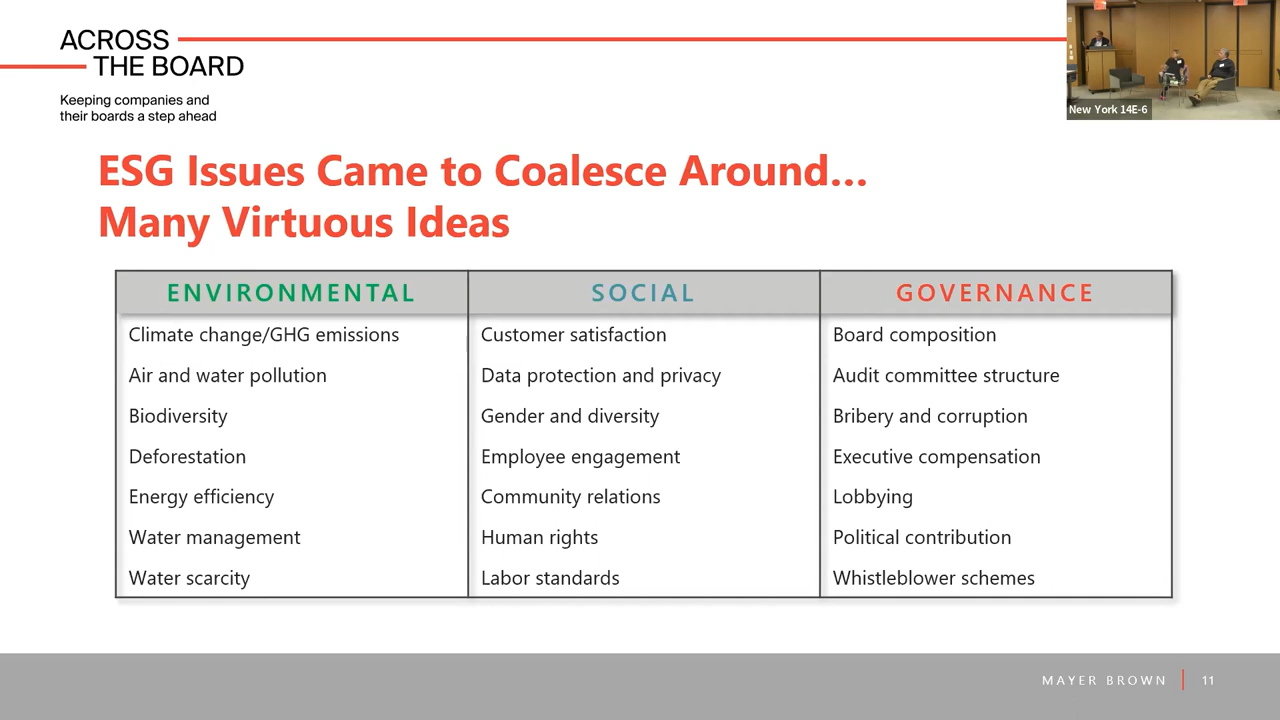 ACROSS
THE BOARD
Keeping companies and
their boards a step ahead
New York 14E-6
ESG Issues Came to Coalesce Around...
Many Virtuous Ideas
ENVIRONMENTAL SOCIAL GOVERNANCE
Climate change/GHG emissions Customer satisfaction Board composition
Air and water pollution Data protection and privacy Audit committee structure
Biodiversity Gender and diversity Bribery and corruption
Deforestation Employee engagement Executive compensation
Energy efficiency Community relations Lobbying
Water management Human rights Political contribution
Water scarcity Labor standards Whistleblower schemes
MAYER BROWN 11